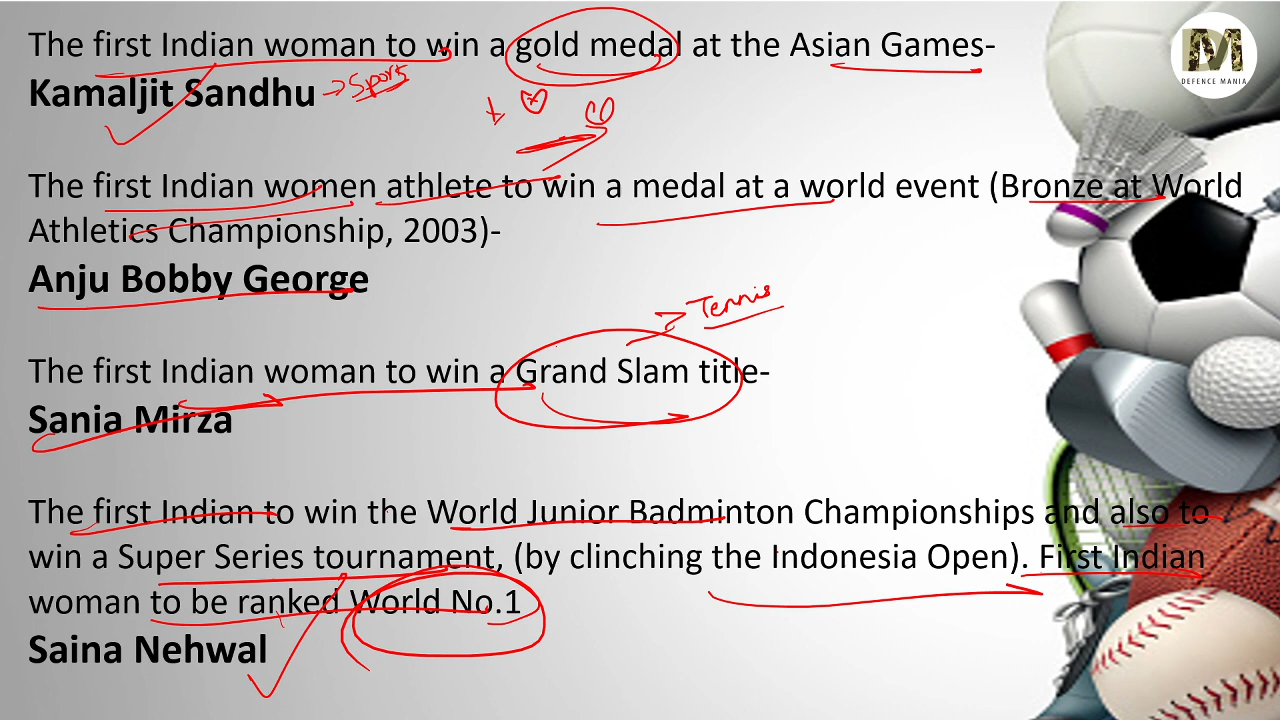 The first Indian woman to win a gold medal at the Asian Games-
Kamaljit Sandhu → Sport
DM
DEFENCE MANIA
The first Indian women athlete to win a medal at a world event (Bronze at World
Athletics Championship, 2003)-
Anju Bobby George
Tennis
The first Indian woman to win a Grand Slam title-
Sania Mirza
The first Indian to win the World Junior Badminton Championships and also to
win a Super Series tournament, (by clinching the Indonesia Open). First Indian
woman to be ranked World No.1
Saina Nehwal